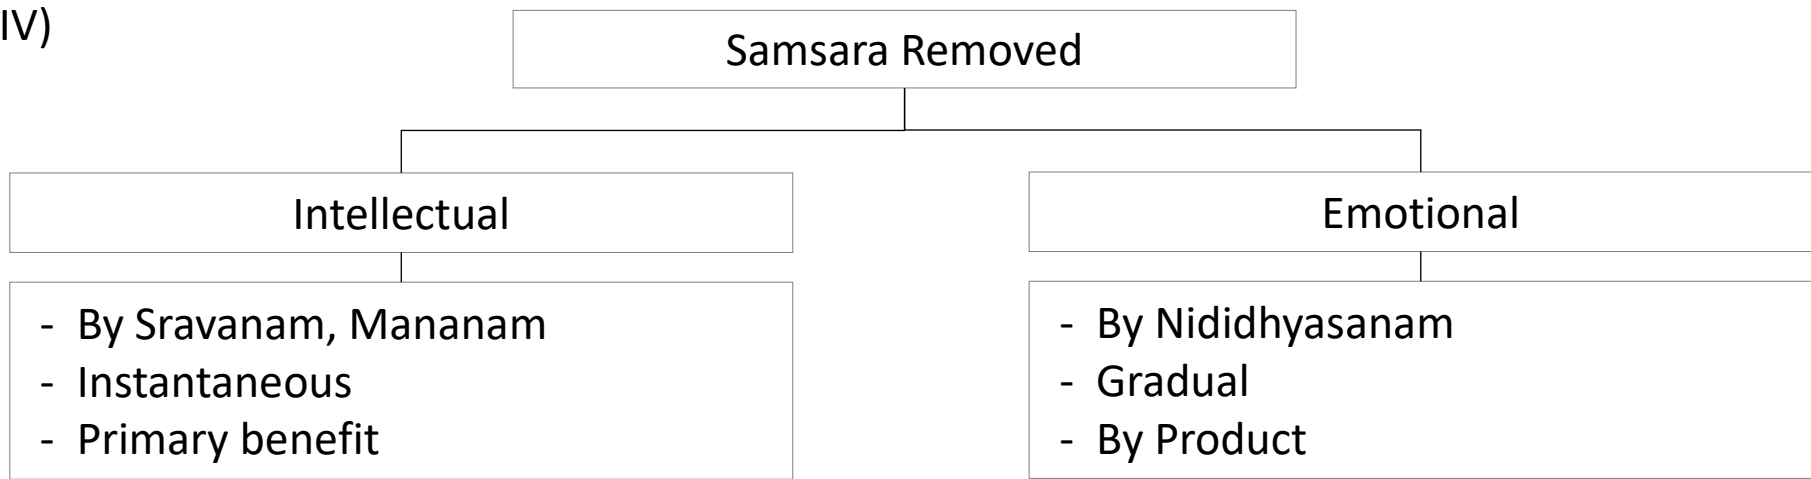 IV)
Samsara Removed
Intellectual
- By Sravanam, Mananam
- Instantaneous
- Primary benefit
Emotional
- By Nididhyasanam
- Gradual
- By Product